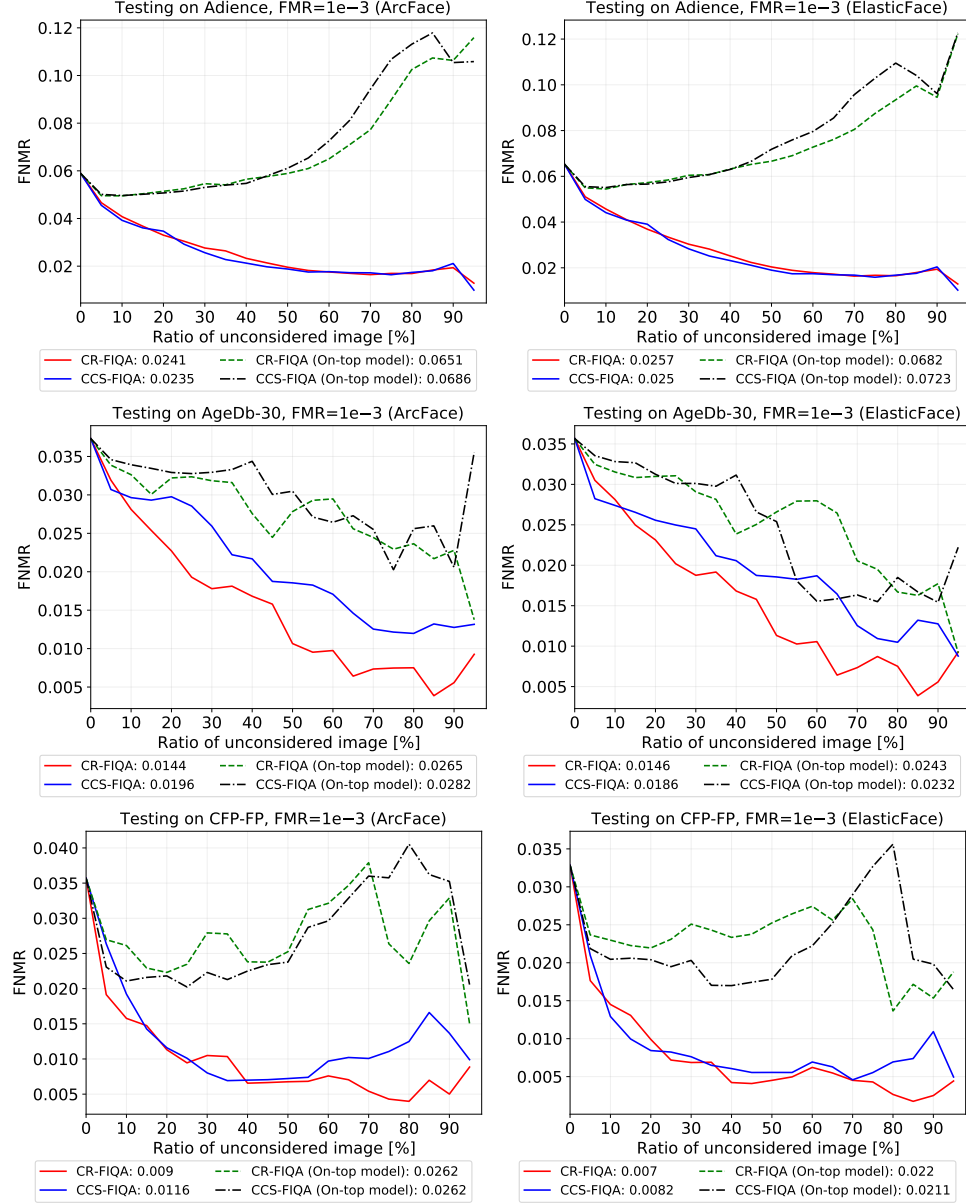 Testing on Adience, FMR=1e−3 (ArcFace)
FNMR
0.12
0.10
0.08
0.06
0.04
0.02
0 10 20 30 40 50 60 70 80 90
Ratio of unconsidered image [%]
CR-FIQA: 0.0241 CR-FIQA (On-top model): 0.0651
CCS-FIQA: 0.0235 CCS-FIQA (On-top model): 0.0686
Testing on Adience, FMR=1e−3 (ElasticFace)
FNMR
0.12
0.10
0.08
0.06
0.04
0.02
0 10 20 30 40 50 60 70 80 90
Ratio of unconsidered image [%]
CR-FIQA: 0.0257 CR-FIQA (On-top model): 0.0682
CCS-FIQA: 0.025 CCS-FIQA (On-top model): 0.0723
Testing on AgeDb-30, FMR=1e−3 (ArcFace)
FNMR
0.035
0.030
0.025
0.020
0.015
0.010
0.005
0 10 20 30 40 50 60 70 80 90
Ratio of unconsidered image [%]
CR-FIQA: 0.0144 CR-FIQA (On-top model): 0.0265
CCS-FIQA: 0.0196 CCS-FIQA (On-top model): 0.0282
Testing on AgeDb-30, FMR=1e−3 (ElasticFace)
FNMR
0.035
0.030
0.025
0.020
0.015
0.010
0.005
0 10 20 30 40 50 60 70 80 90
Ratio of unconsidered image [%]
CR-FIQA: 0.0146 CR-FIQA (On-top model): 0.0243
CCS-FIQA: 0.0186 CCS-FIQA (On-top model): 0.0232
Testing on CFP-FP, FMR=1e−3 (ArcFace)
FNMR
0.040
0.035
0.030
0.025
0.020
0.015
0.010
0.005
0 10 20 30 40 50 60 70 80 90
Ratio of unconsidered image [%]
CR-FIQA: 0.009 CR-FIQA (On-top model): 0.0262
CCS-FIQA: 0.0116 CCS-FIQA (On-top model): 0.0262
Testing on CFP-FP, FMR=1e−3 (ElasticFace)
FNMR
0.035
0.030
0.025
0.020
0.015
0.010
0.005
0 10 20 30 40 50 60 70 80 90
Ratio of unconsidered image [%]
CR-FIQA: 0.007 CR-FIQA (On-top model): 0.022
CCS-FIQA: 0.0082 CCS-FIQA (On-top model): 0.0211